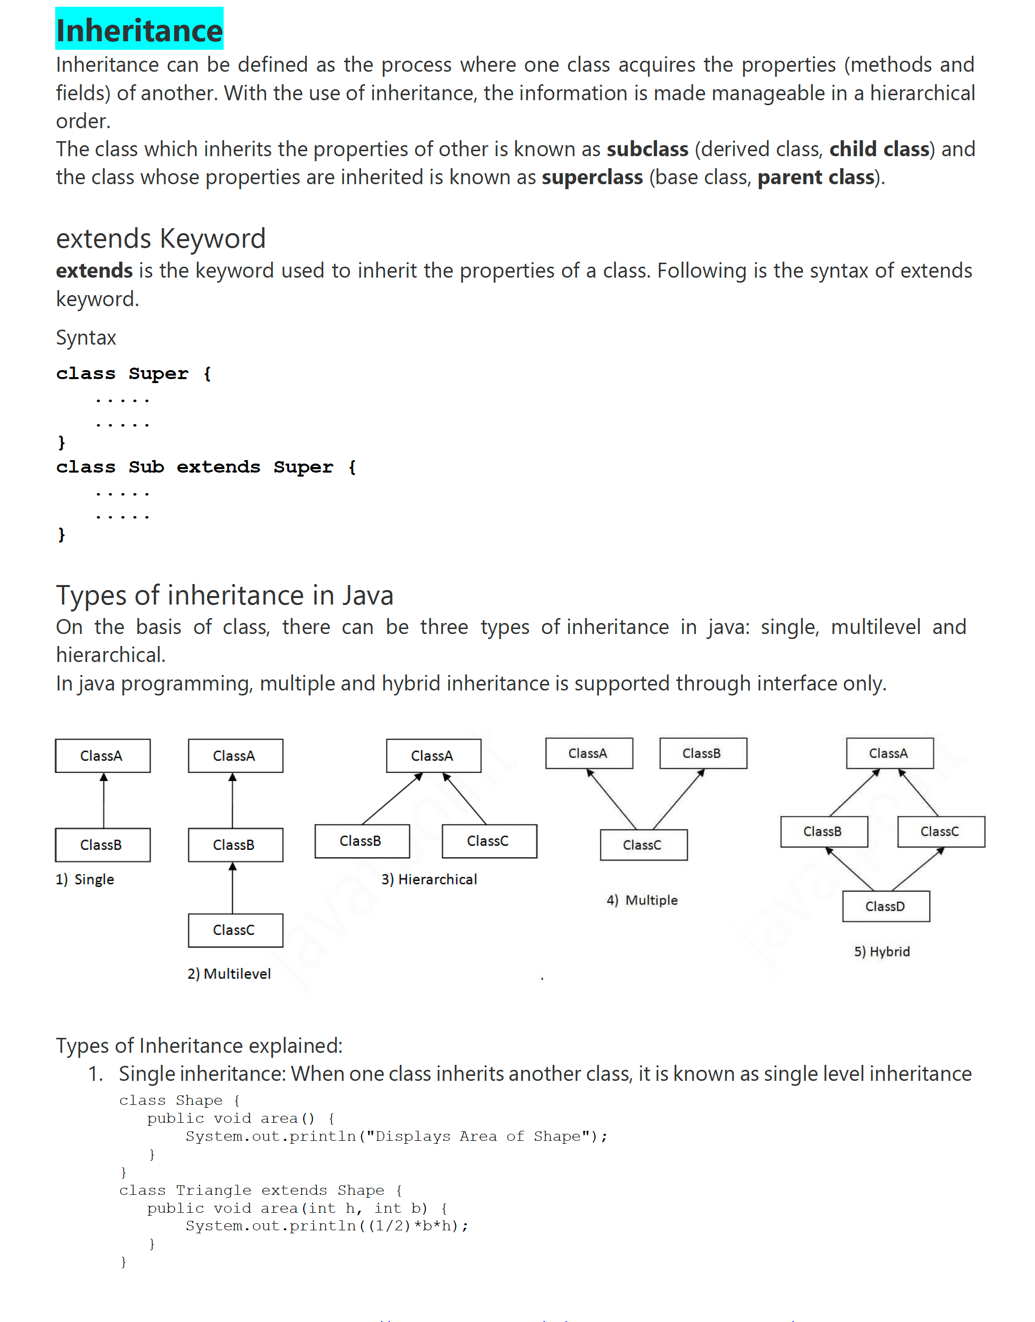 Inheritance
Inheritance can be defined as the process where one class acquires the properties (methods and
fields) of another. With the use of inheritance, the information is made manageable in a hierarchical
order.
The class which inherits the properties of other is known as subclass (derived class, child class) and
the class whose properties are inherited is known as superclass (base class, parent class).
extends Keyword
extends is the keyword used to inherit the properties of a class. Following is the syntax of extends
keyword.
Syntax
class Super {
.....
.....
}
class Sub extends Super {
.....
.....
}
Types of inheritance in Java
On the basis of class, there can be three types of inheritance in java: single, multilevel and
hierarchical.
In java programming, multiple and hybrid inheritance is supported through interface only.
ClassA
ClassB
1) Single
ClassA
ClassB
ClassC
2) Multilevel
ClassA
ClassB ClassC
3) Hierarchical
ClassA ClassB
ClassC
4) Multiple
ClassA
ClassB ClassC
ClassD
5) Hybrid
Types of Inheritance explained:
1. Single inheritance: When one class inherits another class, it is known as single level inheritance
class Shape {
public void area() {
System.out.println("Displays Area of Shape");
}
}
class Triangle extends Shape {
public void area(int h, int b) {
System.out.println((1/2)*b*h);
}
}